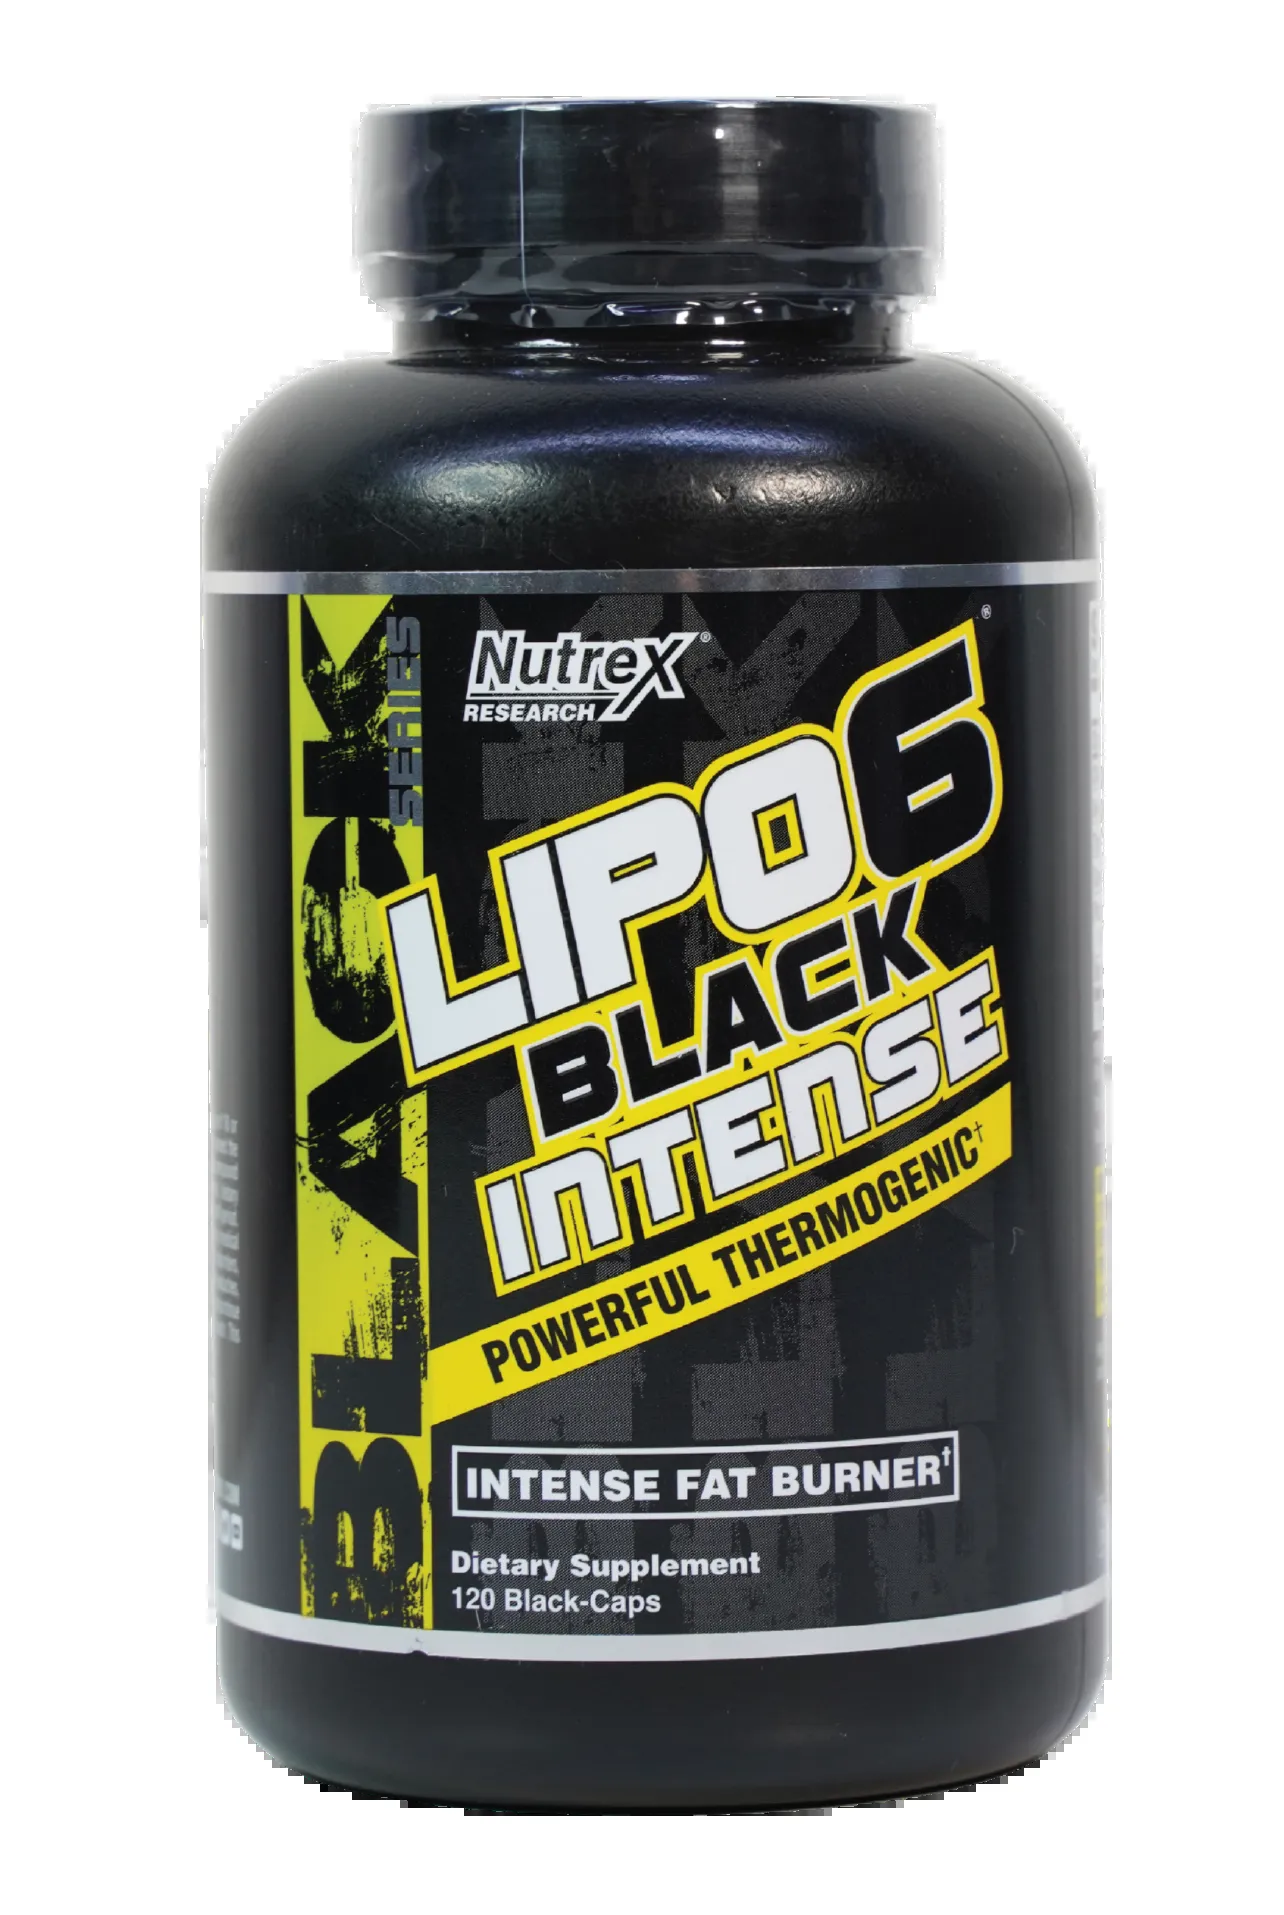 Nutrex®
RESEARCH
BLACK
SERIES
LIPO6®
BLACK
INTENSE
POWERFUL THERMOGENIC†
INTENSE FAT BURNER†
Dietary Supplement
120 Black-Caps